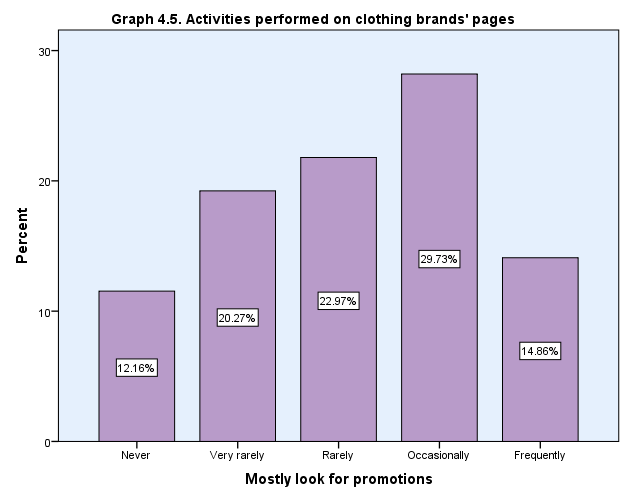 Graph 4.5. Activities performed on clothing brands' pages
30
20
10
0
Percent
12.16%
20.27%
22.97%
29.73%
14.86%
Never
Very rarely
Rarely
Occasionally
Frequently
Mostly look for promotions